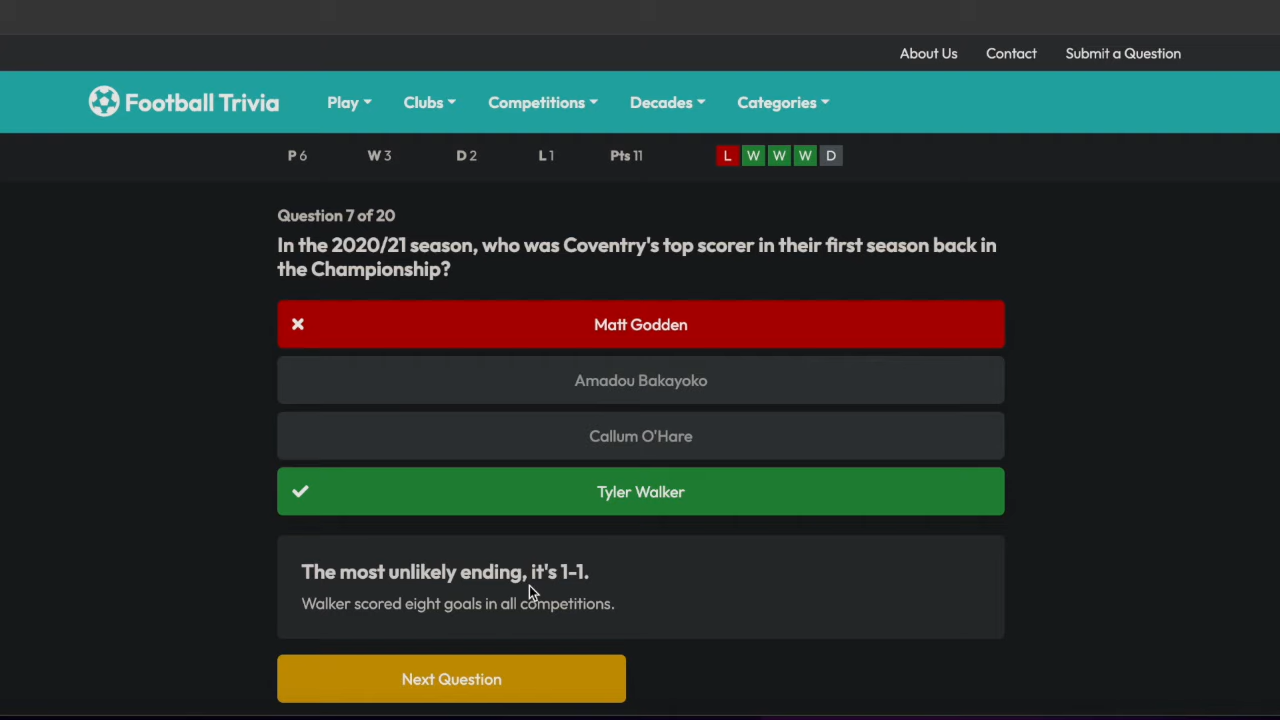 About Us Contact Submit a Question
Football Trivia Play Clubs Competitions Decades Categories
P 6 W 3 D 2 L 1 Pts 11 L W W W D
Question 7 of 20
In the 2020/21 season, who was Coventry's top scorer in their first season back in
the Championship?
Matt Godden
Amadou Bakayoko
Callum O'Hare
Tyler Walker
The most unlikely ending, it's 1-1.
Walker scored eight goals in all competitions.
Next Question